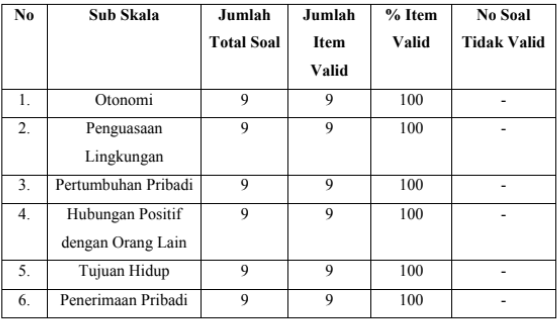 No Sub Skala Jumlah Total Soal Jumlah Item Valid % Item Valid No Soal Tidak Valid
1. Otonomi 9 9 100 -
2. Penguasaan Lingkungan 9 9 100 -
3. Pertumbuhan Pribadi 9 9 100 -
4. Hubungan Positif dengan Orang Lain 9 9 100 -
5. Tujuan Hidup 9 9 100 -
6. Penerimaan Pribadi 9 9 100 -